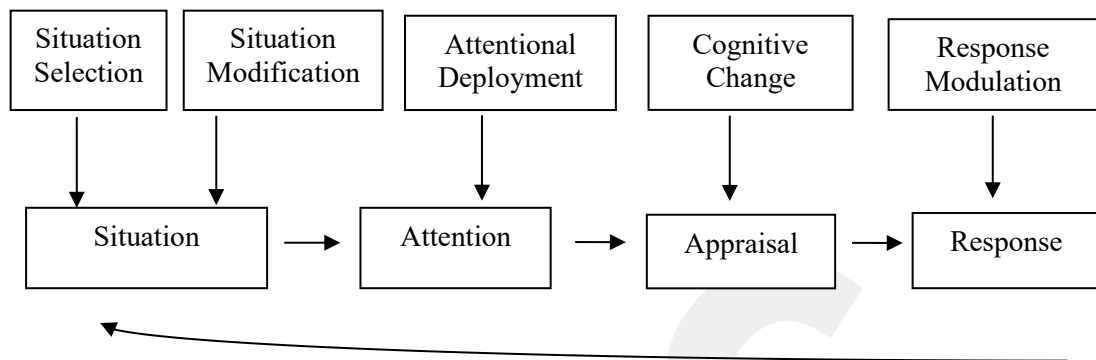 Situation
Selection
Situation
Modification
Attentional
Deployment
Cognitive
Change
Response
Modulation
Situation
Attention
Appraisal
Response